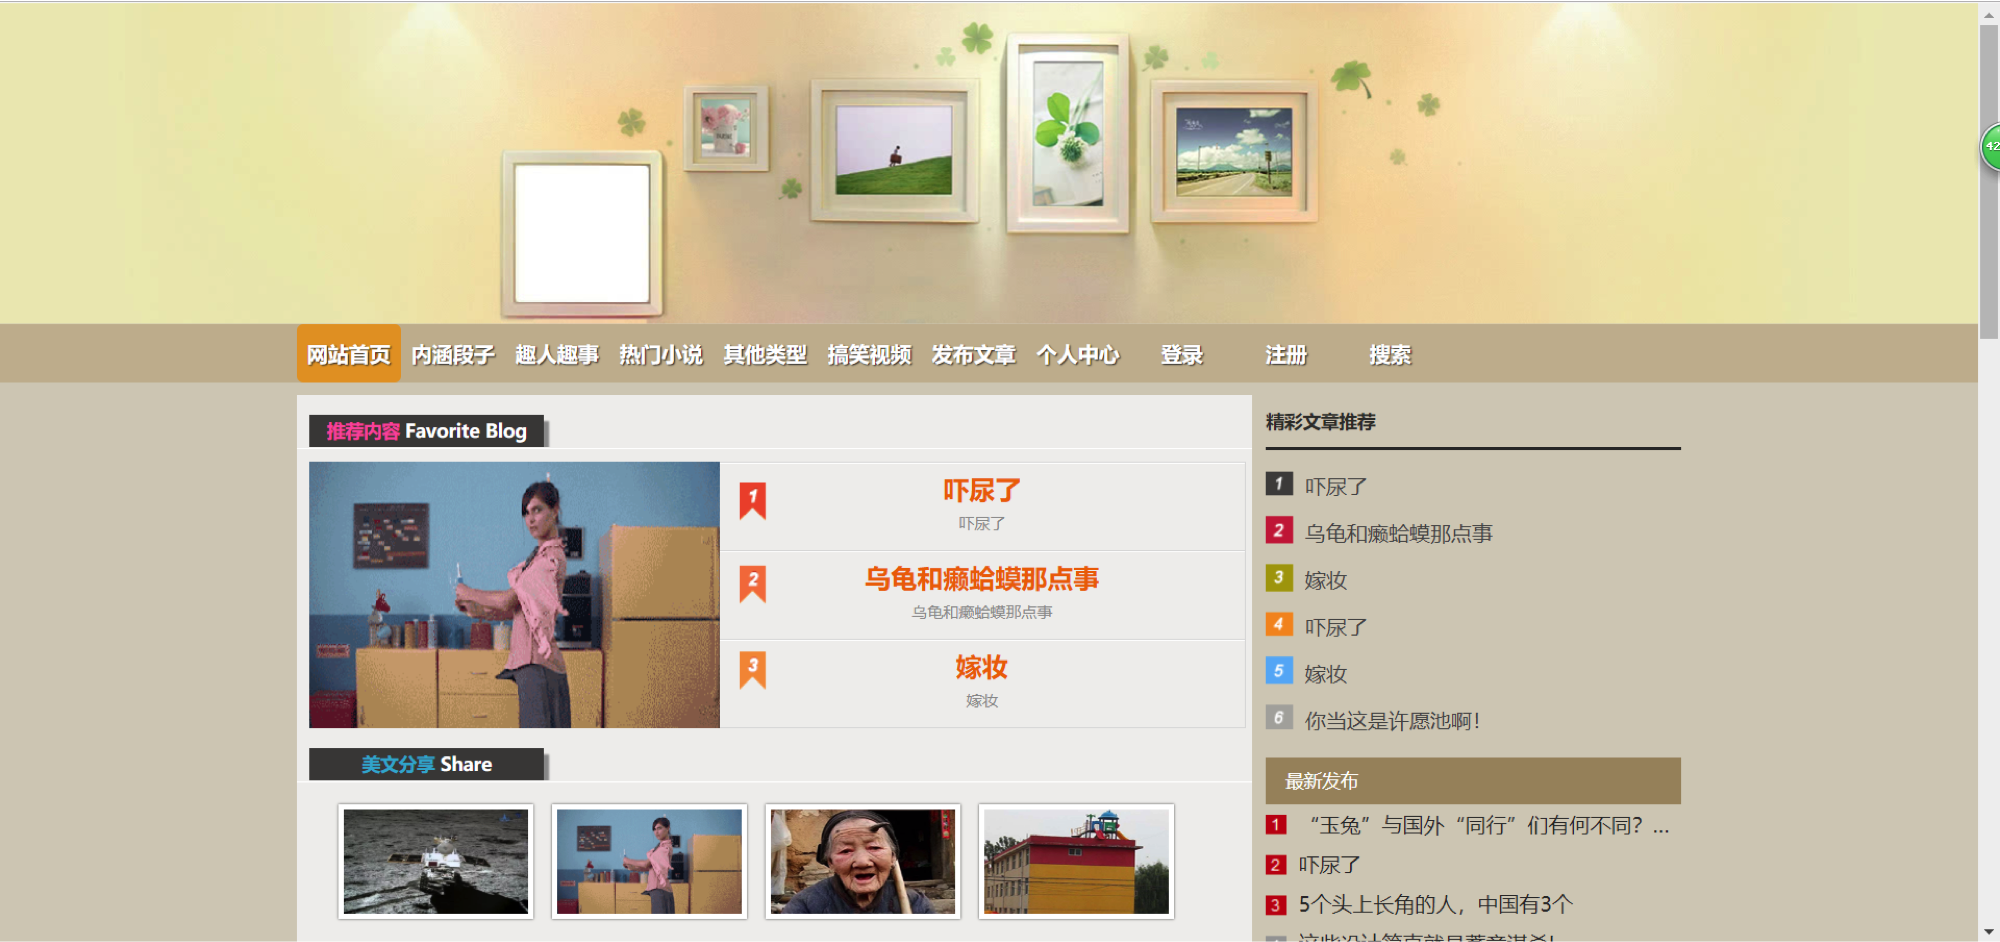 42
网站首页 内涵段子 趣人趣事 热门小说 其他类型 搞笑视频 发布文章 个人中心 登录 注册 搜索
推荐内容 Favorite Blog
1 吓尿了
吓尿了
2 乌龟和癞蛤蟆那点事
乌龟和癞蛤蟆那点事
3 嫁妆
嫁妆
美文分享 Share
精彩文章推荐
1 吓尿了
2 乌龟和癞蛤蟆那点事
3 嫁妆
4 吓尿了
5 嫁妆
6 你当这是许愿池啊！
最新发布
1 “玉兔”与国外“同行”们有何不同？...
2 吓尿了
3 5个头上长角的人，中国有3个